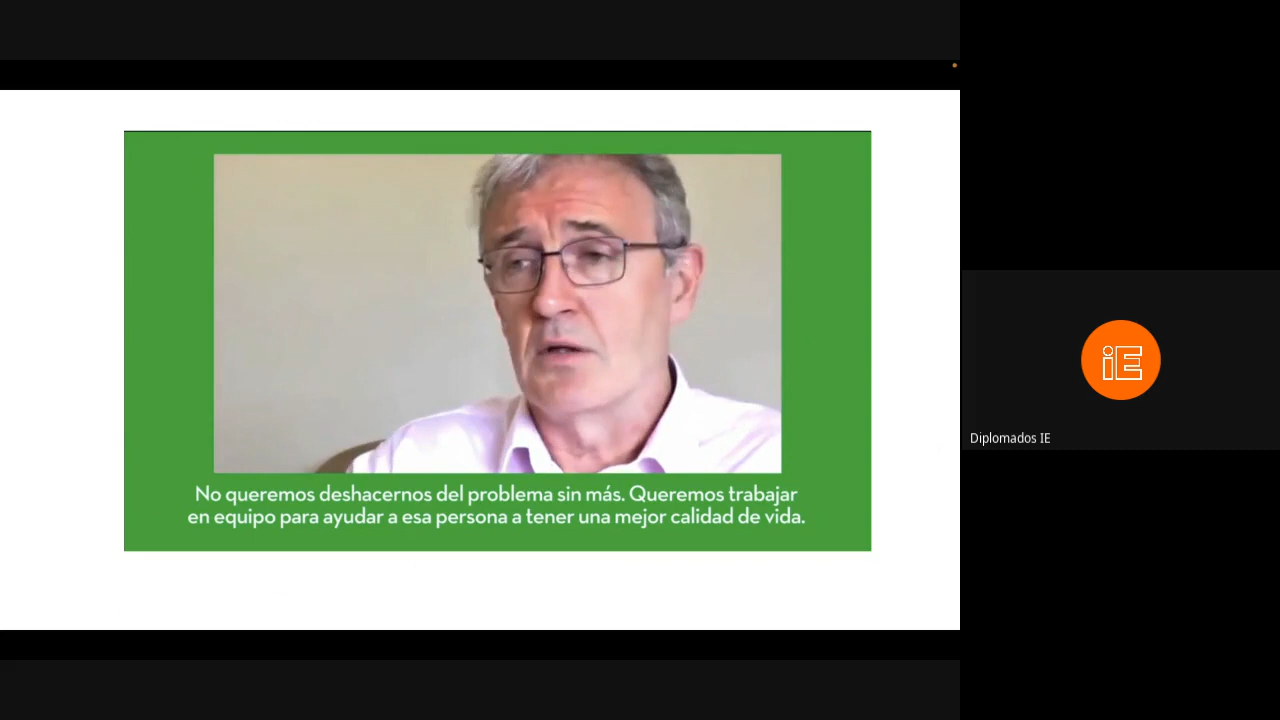 No queremos deshacernos del problema sin más. Queremos trabajar
en equipo para ayudar a esa persona a tener una mejor calidad de vida.
iE
Diplomados IE